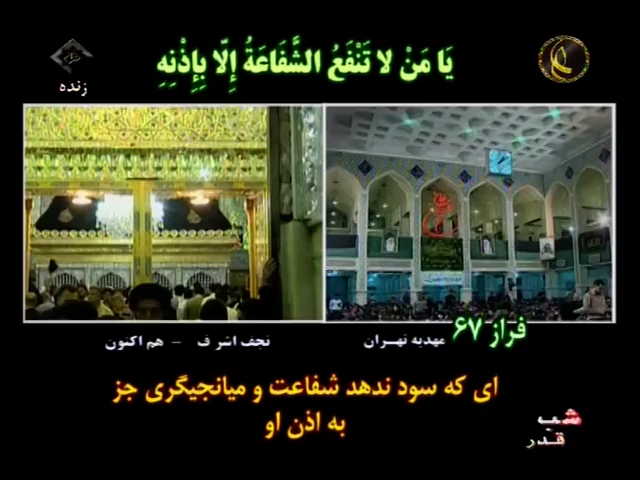 يَا مَنْ لا تَنْفَعُ الشَّفَاعَةُ إِلّا بِإِذْنِهِ
زنده
فراز ۶۷
مهدیه تهران
نجف اشرف – هم اکنون
ای که سود ندهد شفاعت و میانجیگری جز
به اذن او
شب
قدر